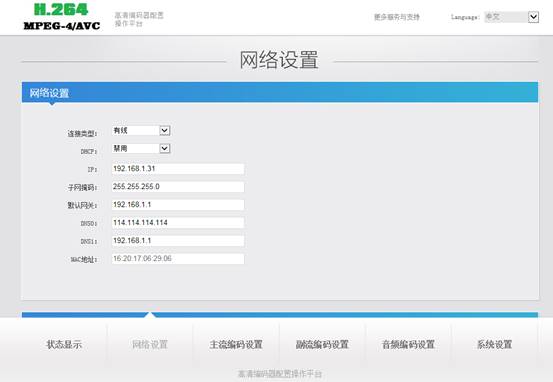 H.264
MPEG-4/AVC
高清编码器配置
操作平台
更多服务与支持
Language: 中文
网络设置
网络设置
连接类型: 有线
DHCP: 禁用
IP: 192.168.1.31
子网掩码: 255.255.255.0
默认网关: 192.168.1.1
DNS0: 114.114.114.114
DNS1: 192.168.1.1
MAC地址: 16:20:17:06:29:06
状态显示 网络设置 主流编码设置 副流编码设置 音频编码设置 系统设置
高清编码器配置操作平台